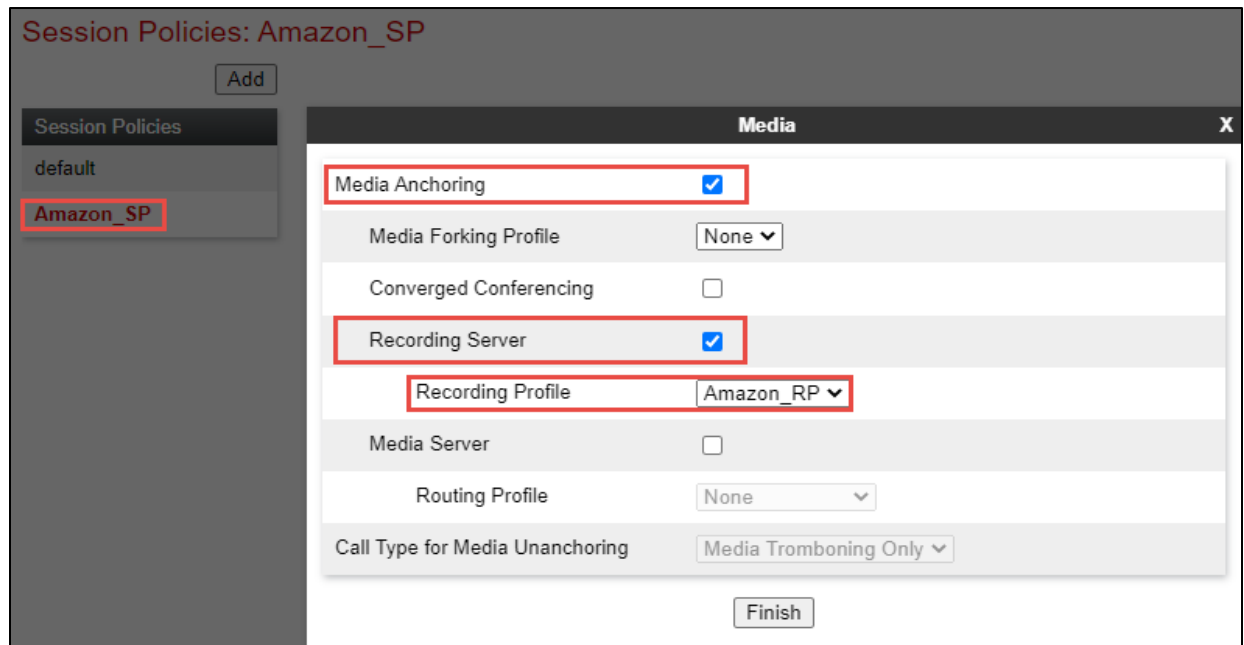 Session Policies: Amazon_SP
Add
Session Policies
default
Amazon_SP
Media X
Media Anchoring
Media Forking Profile None
Converged Conferencing
Recording Server
Recording Profile Amazon_RP
Media Server
Routing Profile None
Call Type for Media Unanchoring Media Tromboning Only
Finish